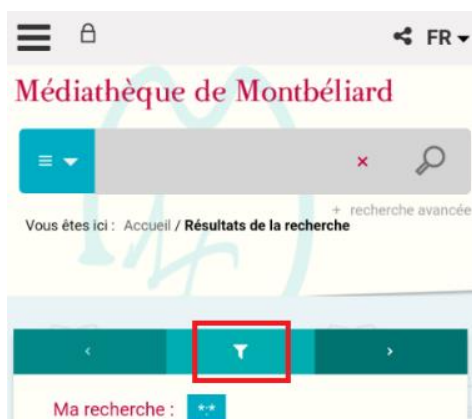 FR
Médiathèque de Montbéliard
+ recherche avancée
Vous êtes ici : Accueil / Résultats de la recherche
Ma recherche : *:*